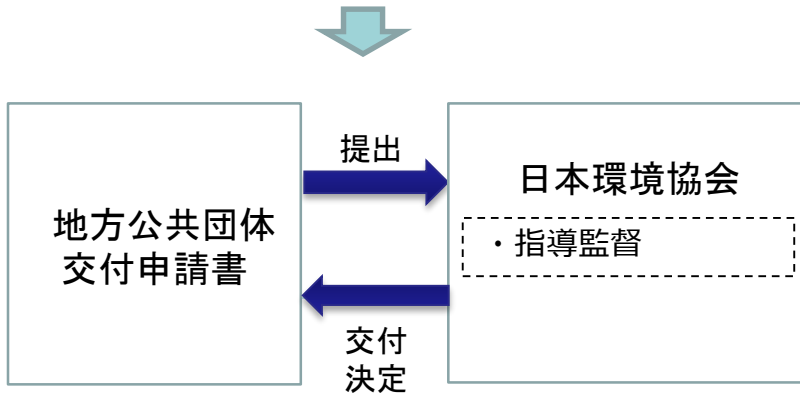 地方公共団体
交付申請書
提出
日本環境協会
・指導監督
交付
決定